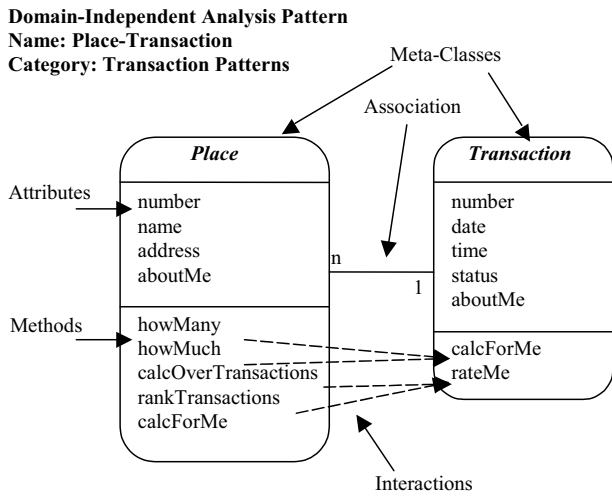 Domain-Independent Analysis Pattern
Name: Place-Transaction
Category: Transaction Patterns
Meta-Classes
Association
Place
Transaction
Attributes
number
name
address
aboutMe
n
1
number
date
time
status
aboutMe
Methods
howMany
howMuch
calcOverTransactions
rankTransactions
calcForMe
calcForMe
rateMe
Interactions